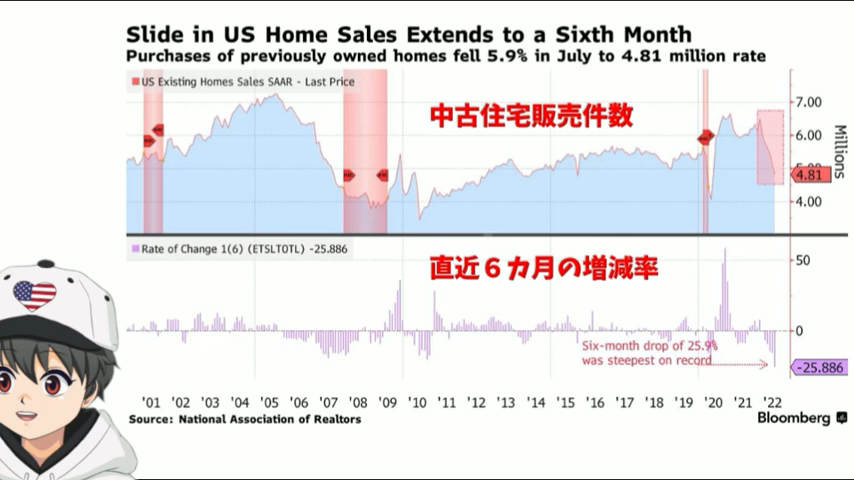 Slide in US Home Sales Extends to a Sixth Month
Purchases of previously owned homes fell 5.9% in July to 4.81 million rate
US Existing Homes Sales SAAR - Last Price
中古住宅販売件数
7.00
6.00
5.00
4.81
4.00
Millions
Rate of Change 1(6) (ETSLTOTL) -25.886
直近6カ月の増減率
50
0
Six-month drop of 25.9%
was steepest on record
-25.886
'01 '02 '03 '04 '05 '06 '07 '08 '09 '10 '11 '12 '13 '14 '15 '16 '17 '18 '19 '20 '21 '22
Source: National Association of Realtors
Bloomberg